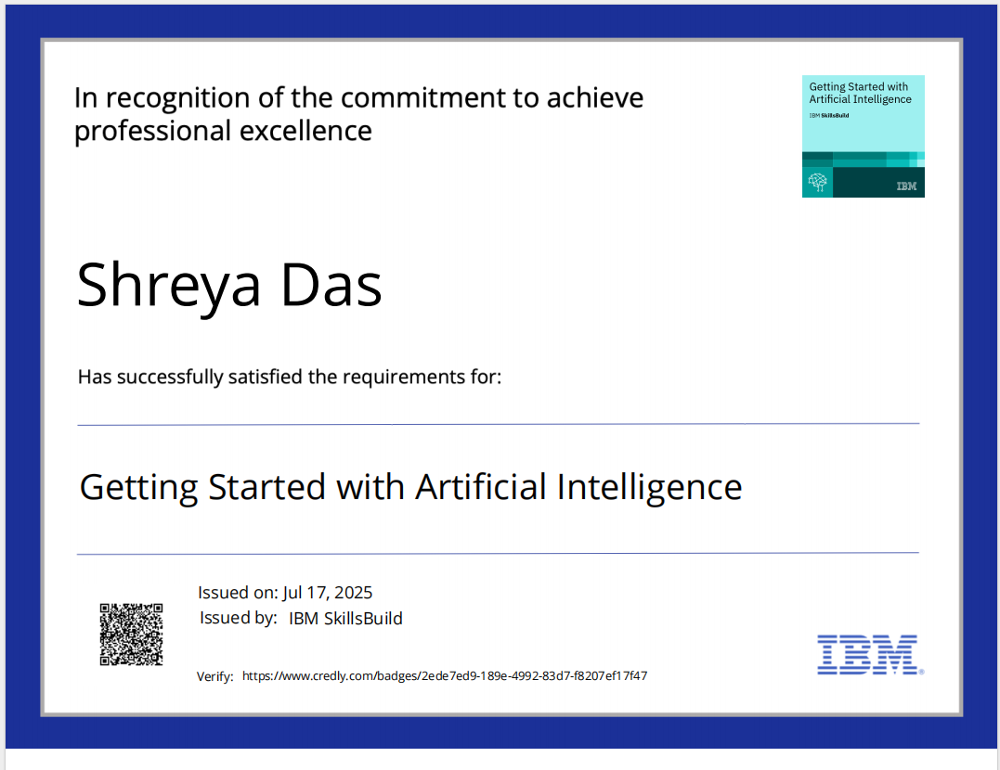 In recognition of the commitment to achieve
professional excellence
Getting Started with
Artificial Intelligence
IBM SkillsBuild
IBM
Shreya Das
Has successfully satisfied the requirements for:
Getting Started with Artificial Intelligence
Issued on: Jul 17, 2025
Issued by: IBM SkillsBuild
Verify: https://www.credly.com/badges/2ede7ed9-189e-4992-83d7-f8207ef17f47
IBM®